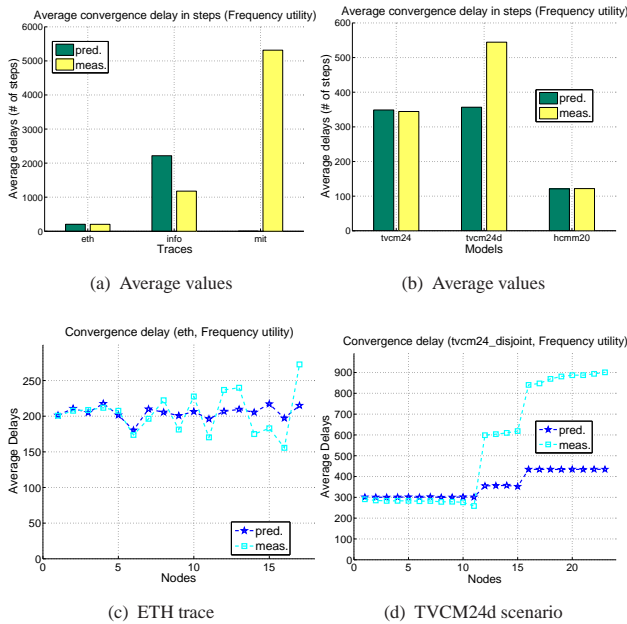 Average convergence delay in steps (Frequency utility)
6000
5000
4000
3000
2000
1000
0
Average delays (# of steps)
pred.
meas.
eth info mit
Traces
(a) Average values
Average convergence delay in steps (Frequency utility)
600
500
400
300
200
100
0
Average delays (# of steps)
pred.
meas.
tvcm24 tvcm24d hcmm20
Models
(b) Average values
Convergence delay (eth, Frequency utility)
250
200
150
100
50
0
Average Delays
pred.
meas.
0 5 10 15
Nodes
(c) ETH trace
Convergence delay (tvcm24_disjoint, Frequency utility)
900
800
700
600
500
400
300
200
100
0
Average Delays
pred.
meas.
0 5 10 15 20
Nodes
(d) TVCM24d scenario